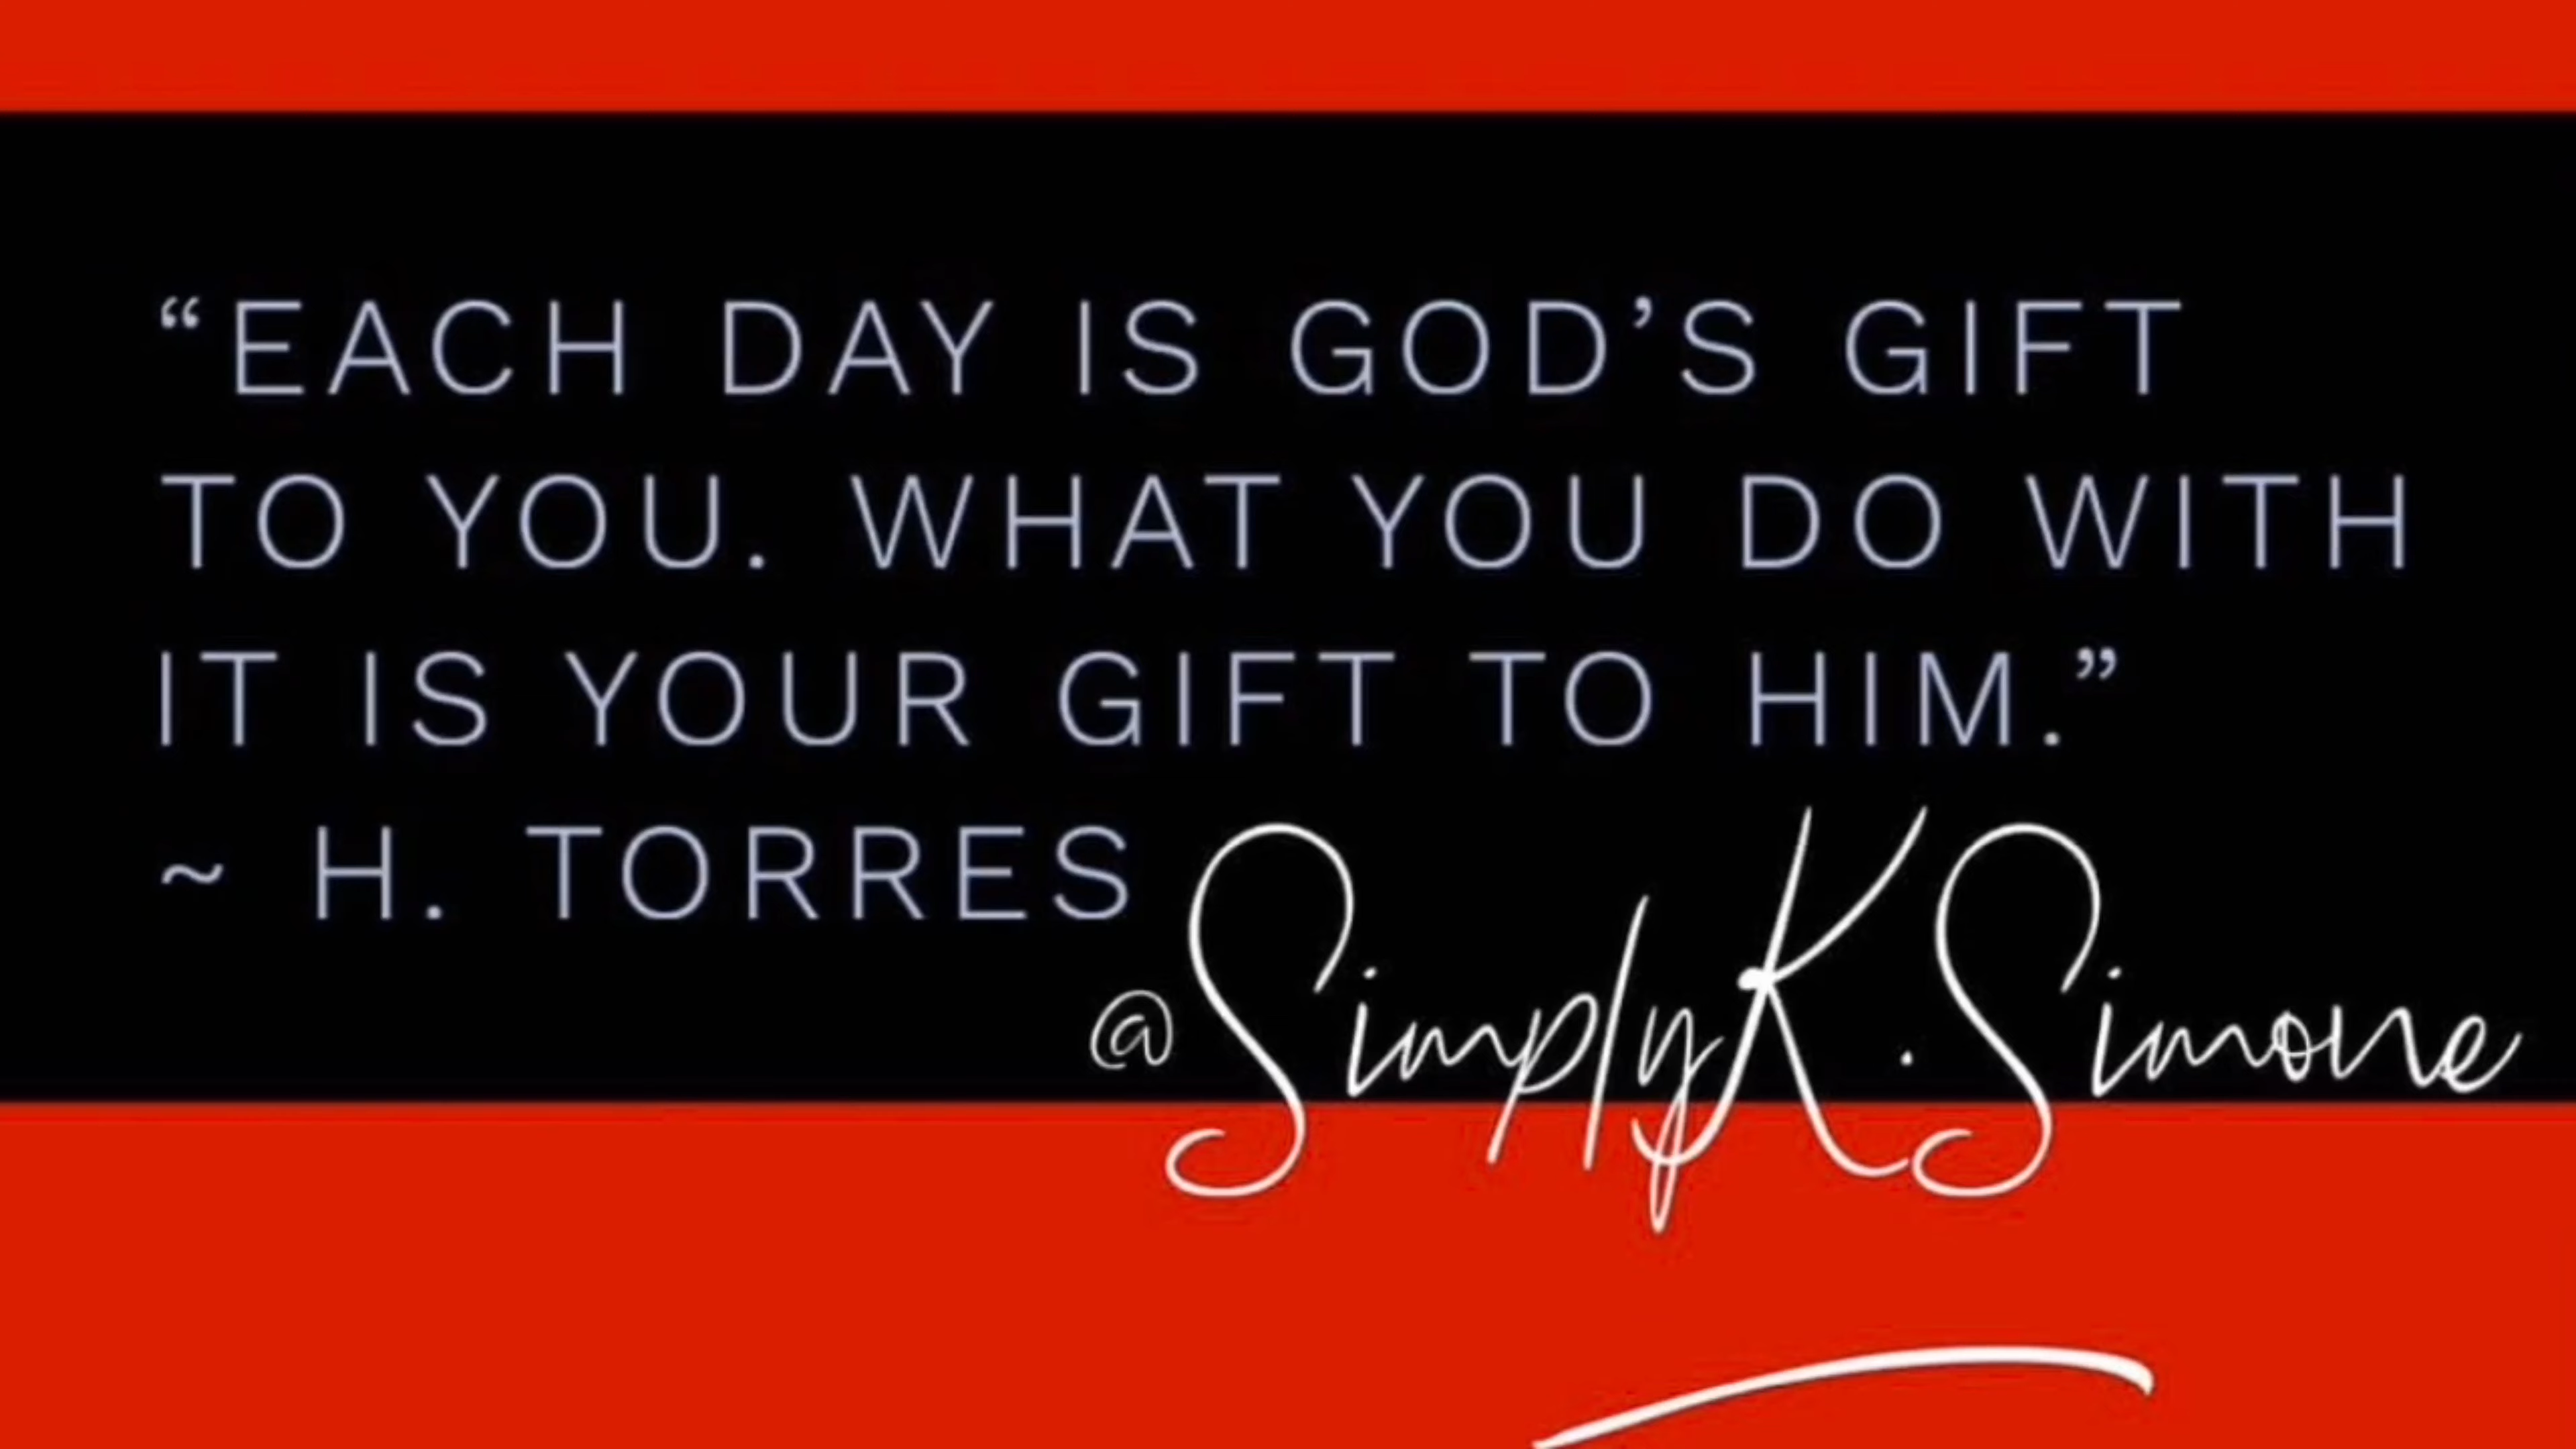 “EACH DAY IS GOD’S GIFT
TO YOU. WHAT YOU DO WITH
IT IS YOUR GIFT TO HIM.”
~ H. TORRES
@SimplyK.Simone